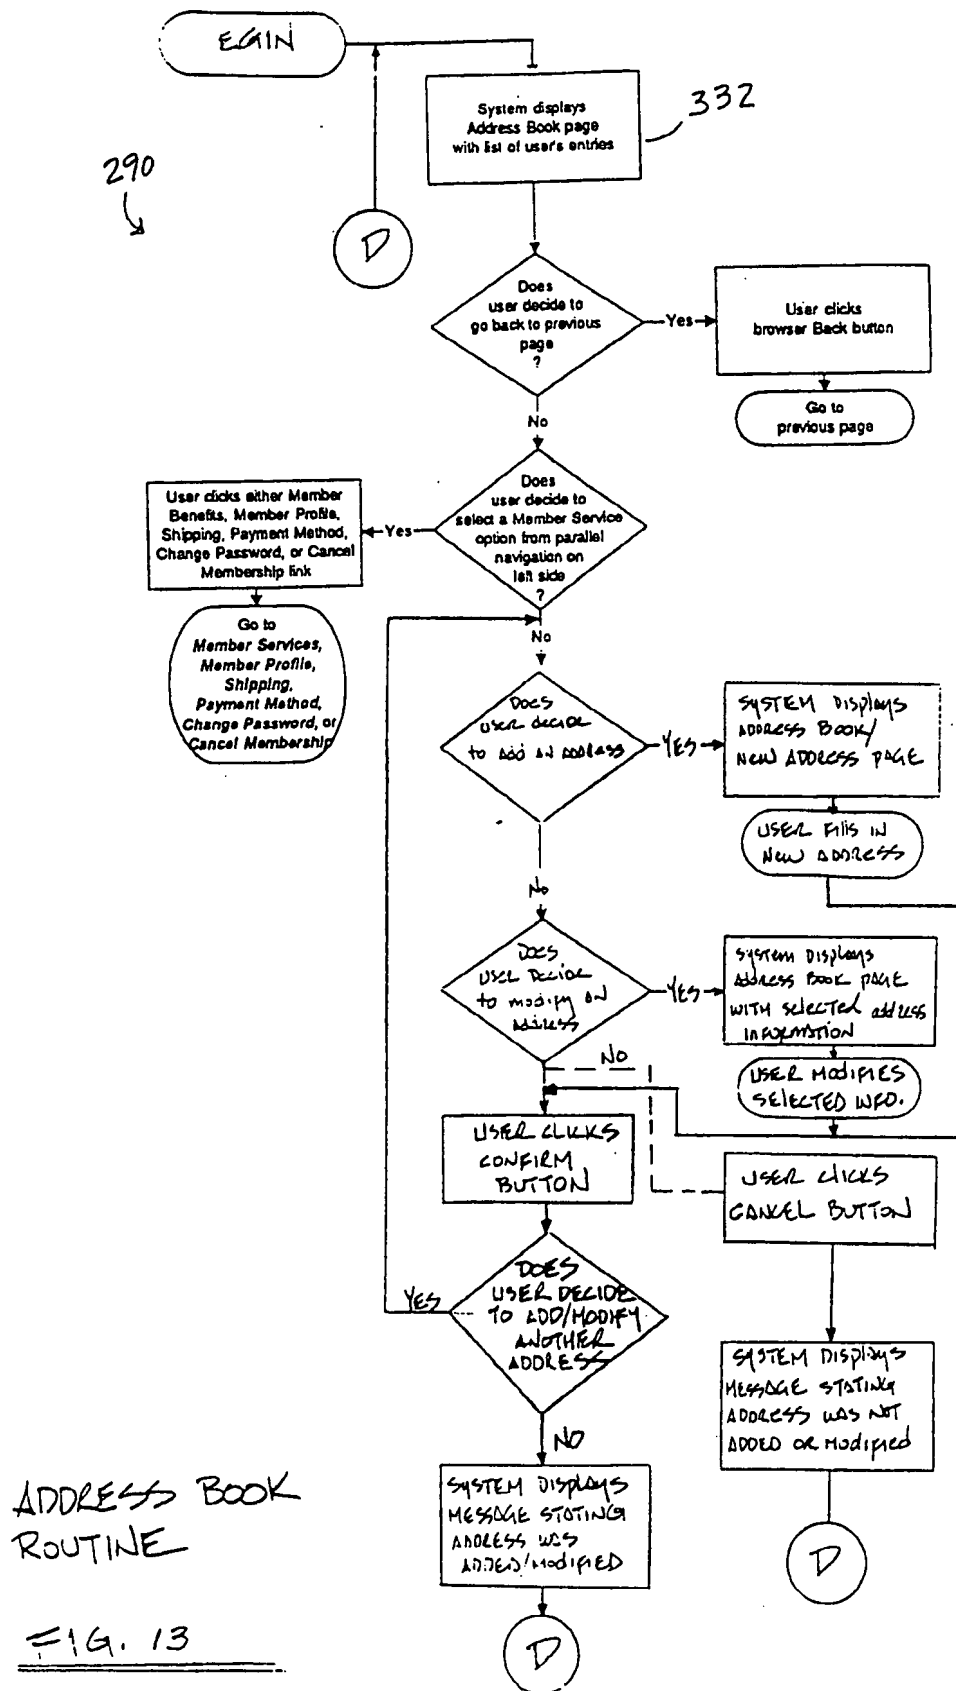 EGIN
System displays
Address Book page
with list of user's entries
332
290
D
Does
user decide to
go back to previous
page
?
Yes
User clicks
browser Back button
Go to
previous page
No
Does
user decide to
select a Member Service
option from parallel
navigation on
left side
?
Yes
User clicks either Member
Benefits, Member Profile,
Shipping, Payment Method,
Change Password, or Cancel
Membership link
Go to
Member Services,
Member Profile,
Shipping,
Payment Method,
Change Password, or
Cancel Membership
No
DOES
USER DECIDE
TO ADD AN ADDRESS
YES
SYSTEM DISPLAYS
ADDRESS BOOK/
NEW ADDRESS PAGE
USER FILLS IN
NEW ADDRESS
NO
DOES
USER DECIDE
TO MODIFY AN
ADDRESS
YES
SYSTEM DISPLAYS
ADDRESS BOOK PAGE
WITH SELECTED ADDRESS
INFORMATION
USER MODIFIES
SELECTED INFO.
NO
USER CLICKS
CONFIRM
BUTTON
USER CLICKS
CANCEL BUTTON
DOES
USER DECIDE
TO ADD/MODIFY
ANOTHER
ADDRESS
YES
SYSTEM DISPLAYS
MESSAGE STATING
ADDRESS WAS NOT
ADDED OR MODIFIED
NO
SYSTEM DISPLAYS
MESSAGE STATING
ADDRESS WAS
ADDED/MODIFIED
D
D
ADDRESS BOOK
ROUTINE
FIG. 13